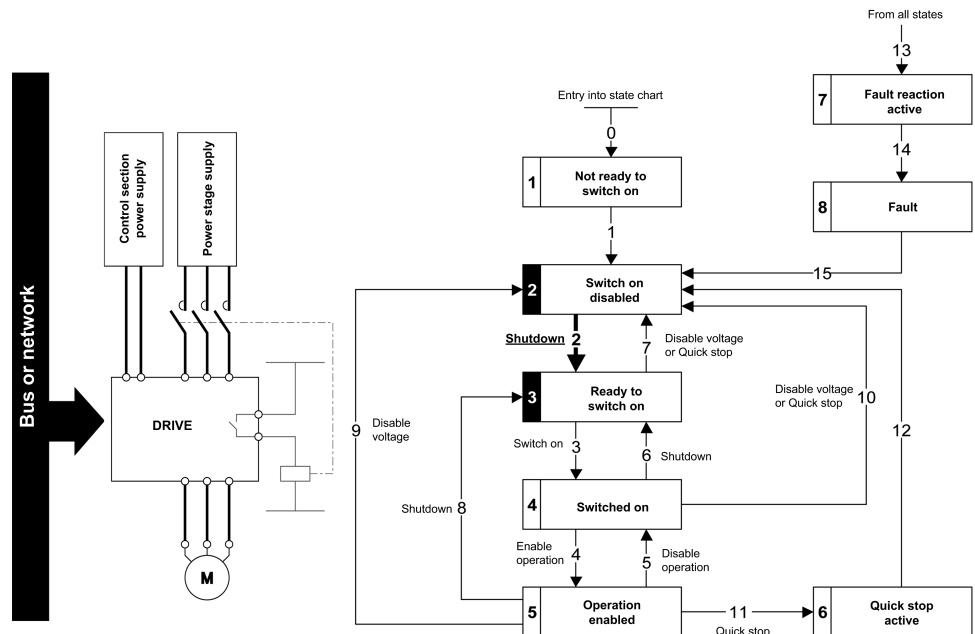 From all states
13
7
Fault reaction
active
14
8
Fault
15
Entry into state chart
0
1
Not ready to
switch on
1
2
Switch on
disabled
Shutdown 2
7
Disable voltage
or Quick stop
3
Ready to
switch on
Switch on 3
6 Shutdown
4
Switched on
Enable
operation
4
5
Disable
operation
5
Operation
enabled
11
Quick stop
6
Quick stop
active
12
Disable voltage
or Quick stop
10
9
Disable
voltage
Shutdown 8
Bus or network
Control section
power supply
Power stage supply
DRIVE
M